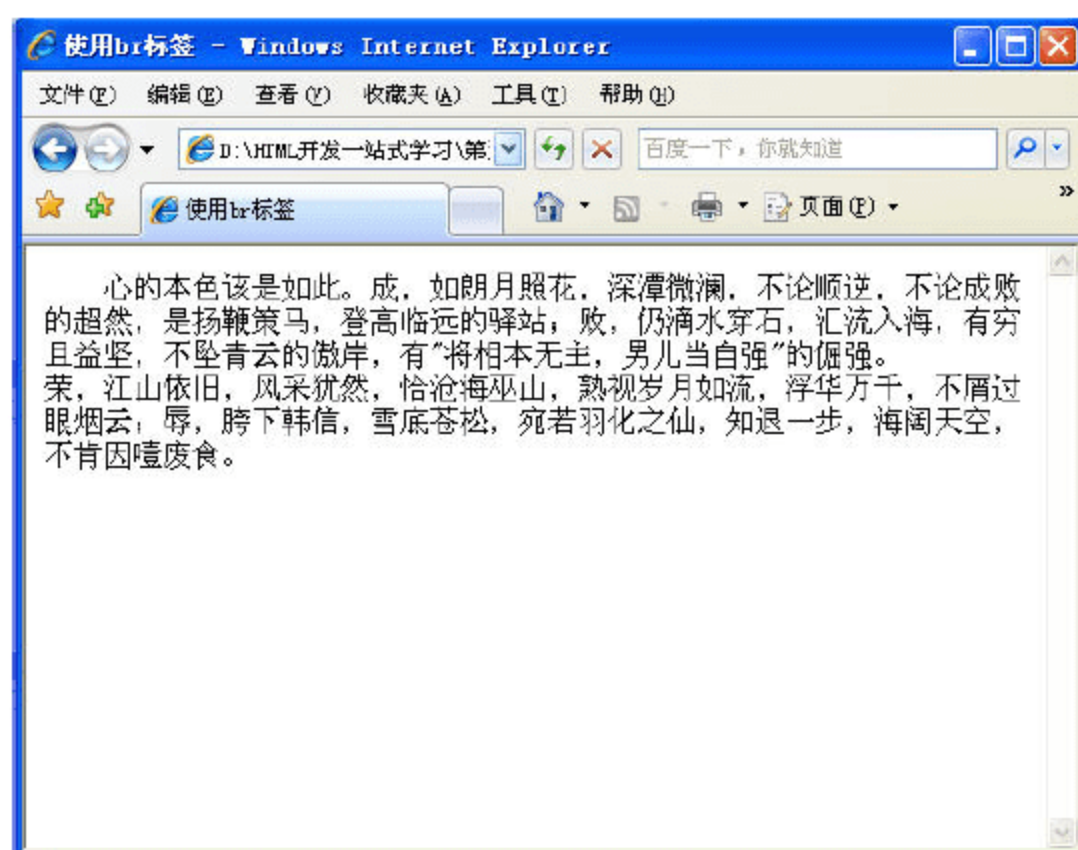 使用br标签 - Windows Internet Explorer
文件(F) 编辑(E) 查看(V) 收藏夹(A) 工具(T) 帮助(H)
D:\HTML开发一站式学习\第 百度一下，你就知道
使用br标签 页面(P)
心的本色该是如此。成，如朗月照花，深潭微澜，不论顺逆，不论成败
的超然，是扬鞭策马，登高临远的驿站；败，仍滴水穿石，汇流入海，有穷
且益坚，不坠青云的傲岸，有"将相本无主，男儿当自强"的倔强。
荣，江山依旧，风采犹然，恰沧海巫山，熟视岁月如流，浮华万千，不屑过
眼烟云；辱，胯下韩信，雪底苍松，宛若羽化之仙，知退一步，海阔天空，
不肯因噎废食。